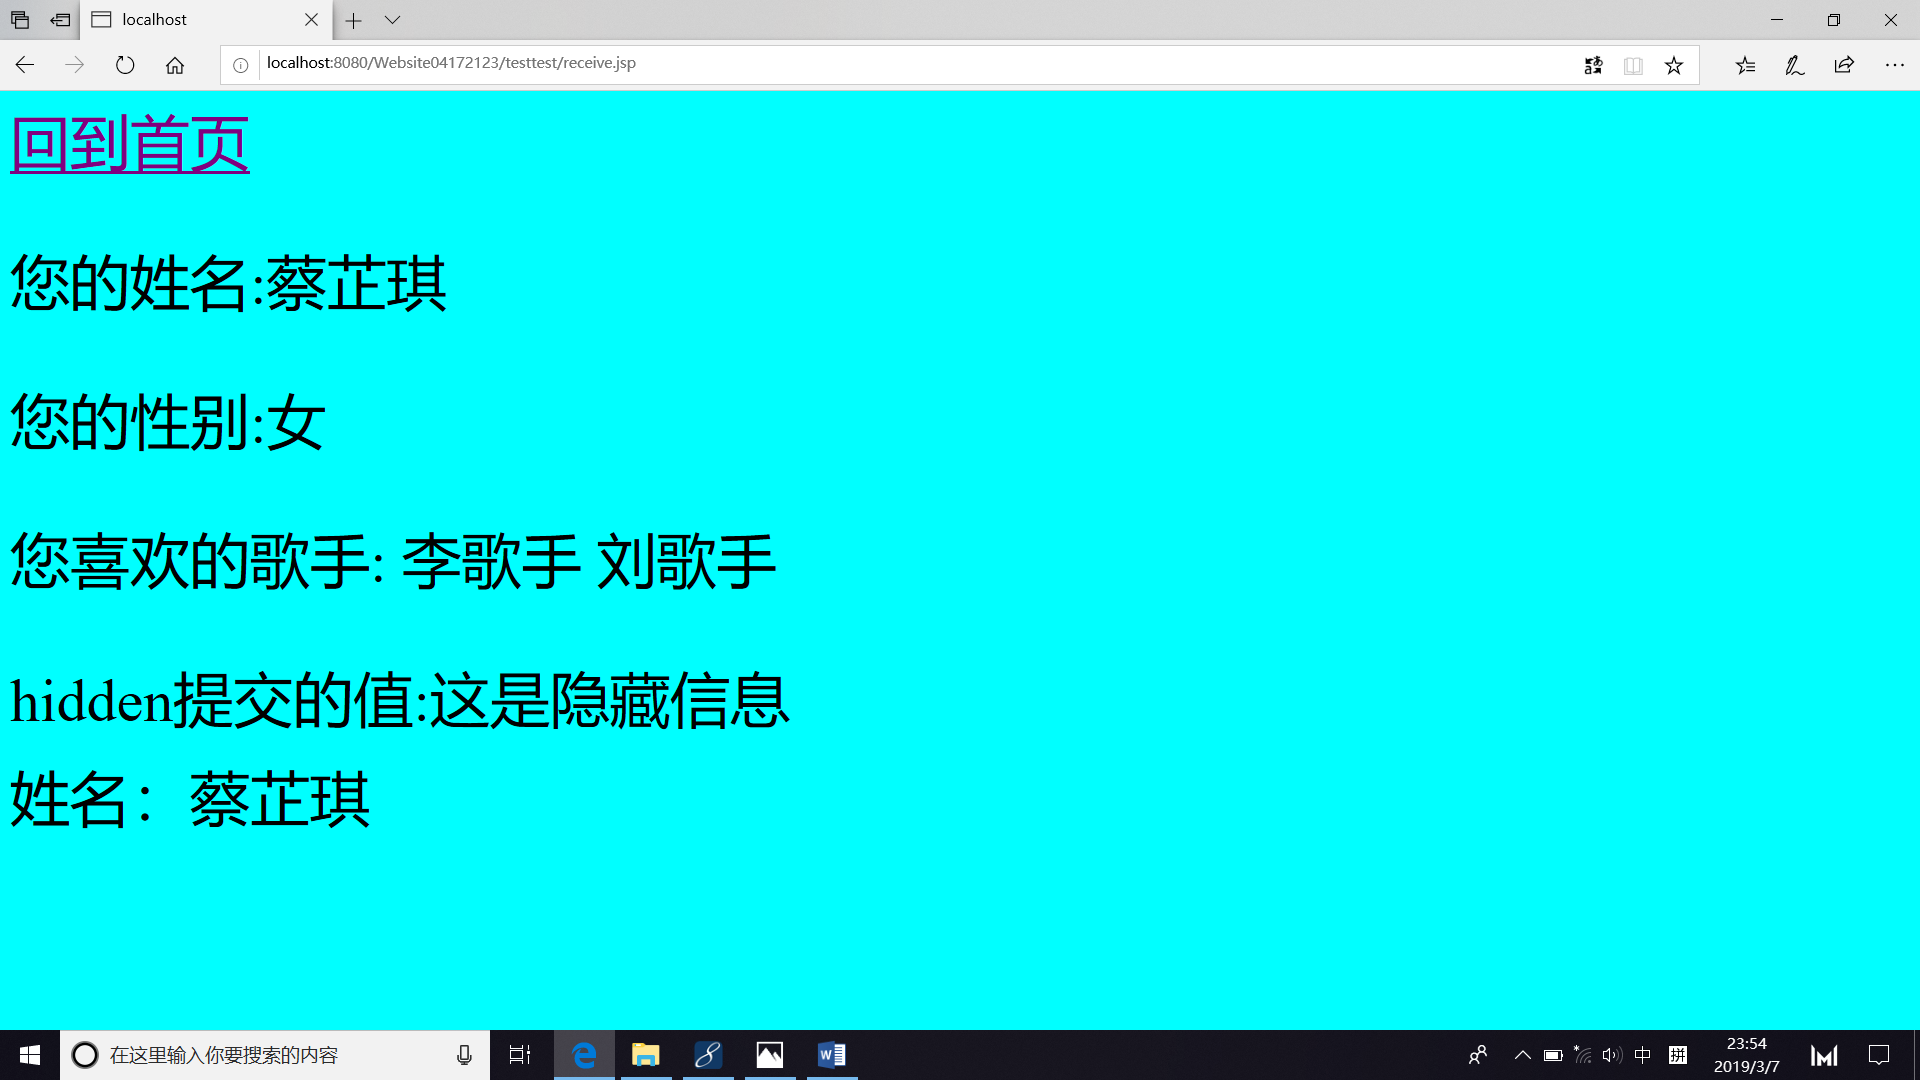 localhost
localhost:8080/Website04172123/testtest/receive.jsp
回到首页
您的姓名:蔡芷琪
您的性别:女
您喜欢的歌手: 李歌手 刘歌手
hidden提交的值:这是隐藏信息
姓名：蔡芷琪
在这里输入你要搜索的内容
中
拼
23:54
2019/3/7